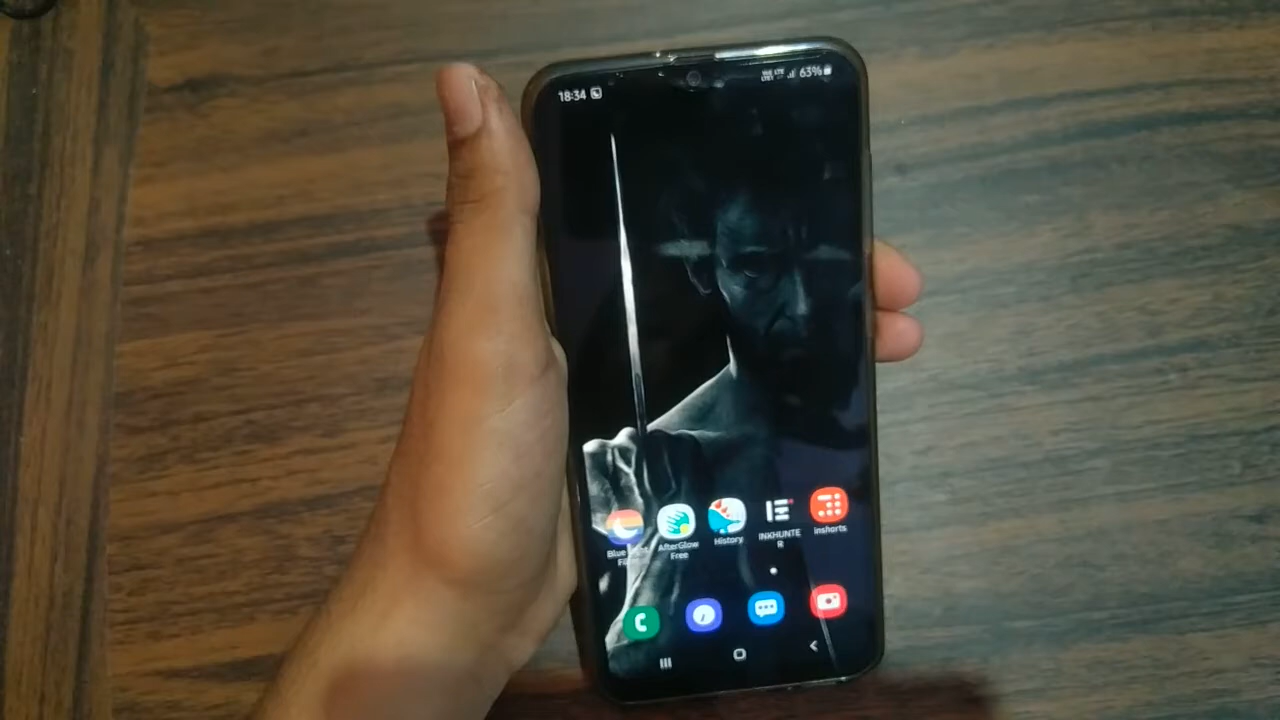 18:34
63%
Blue
AfterGlow
Free
History
INKHUNTE
R
inshorts